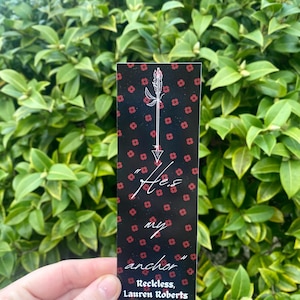 "He's
my
anchor"
Reckless,
Lauren Roberts